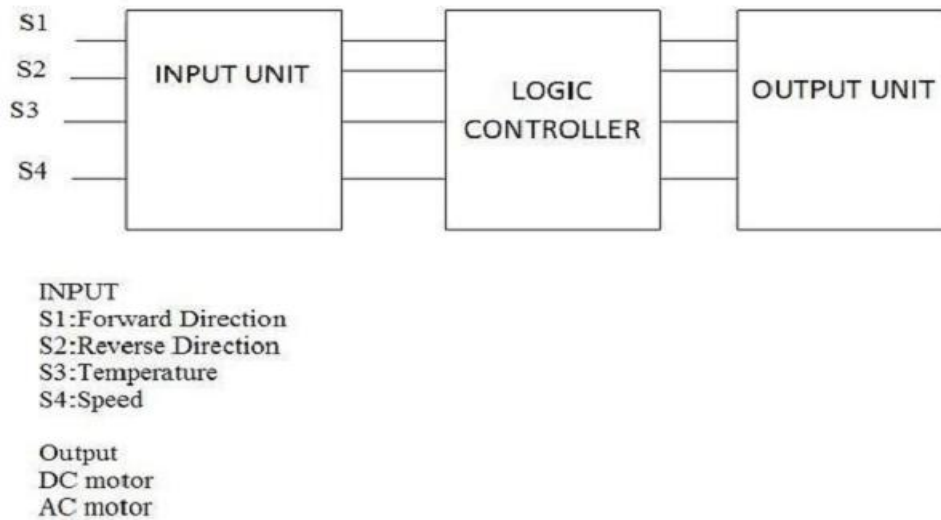 S1
S2
S3
S4
INPUT UNIT
LOGIC
CONTROLLER
OUTPUT UNIT
INPUT
S1:Forward Direction
S2:Reverse Direction
S3:Temperature
S4:Speed
Output
DC motor
AC motor